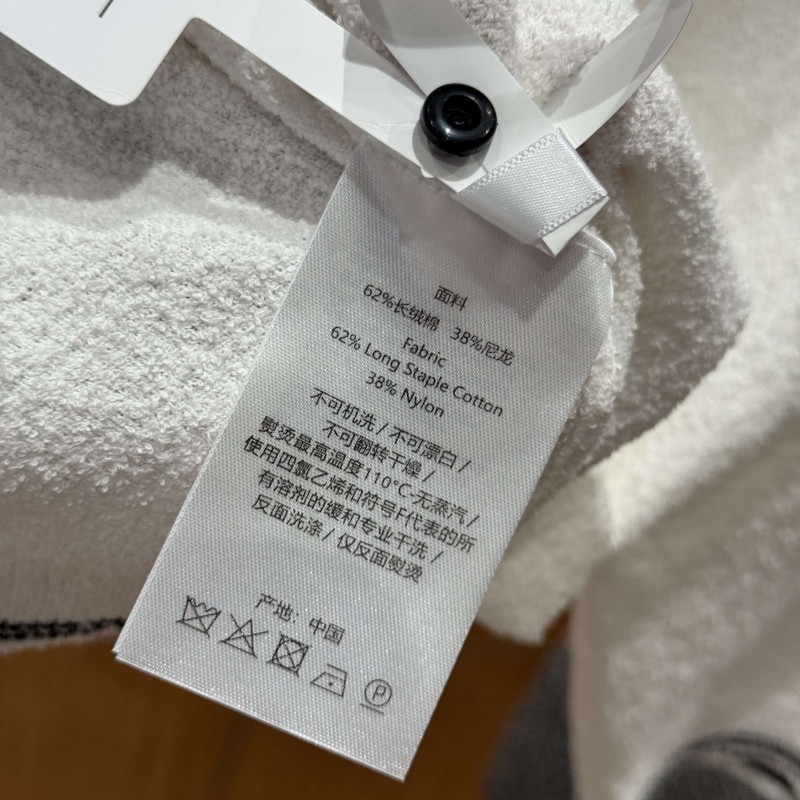 面料
62%长绒棉 38%尼龙
Fabric
62% Long Staple Cotton
38% Nylon
不可机洗 / 不可漂白 /
不可翻转干燥 /
熨烫最高温度110°C-无蒸汽 /
使用四氯乙烯和符号F代表的所
有溶剂的缓和专业干洗 /
反面洗涤 / 仅反面熨烫
产地: 中国
P